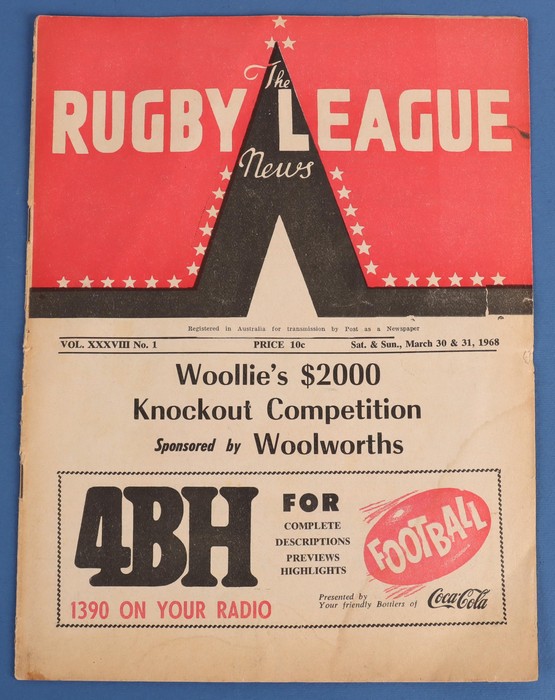 The
RUGBY LEAGUE
News
Registered in Australia for transmission by Post as a Newspaper
VOL. XXXVIII No. 1 PRICE 10c Sat. & Sun., March 30 & 31, 1968
Woollie's $2000
Knockout Competition
Sponsored by Woolworths
4BH
1390 ON YOUR RADIO
FOR
COMPLETE
DESCRIPTIONS
PREVIEWS
HIGHLIGHTS
FOOTBALL
Presented by
Your friendly Bottlers of Coca-Cola